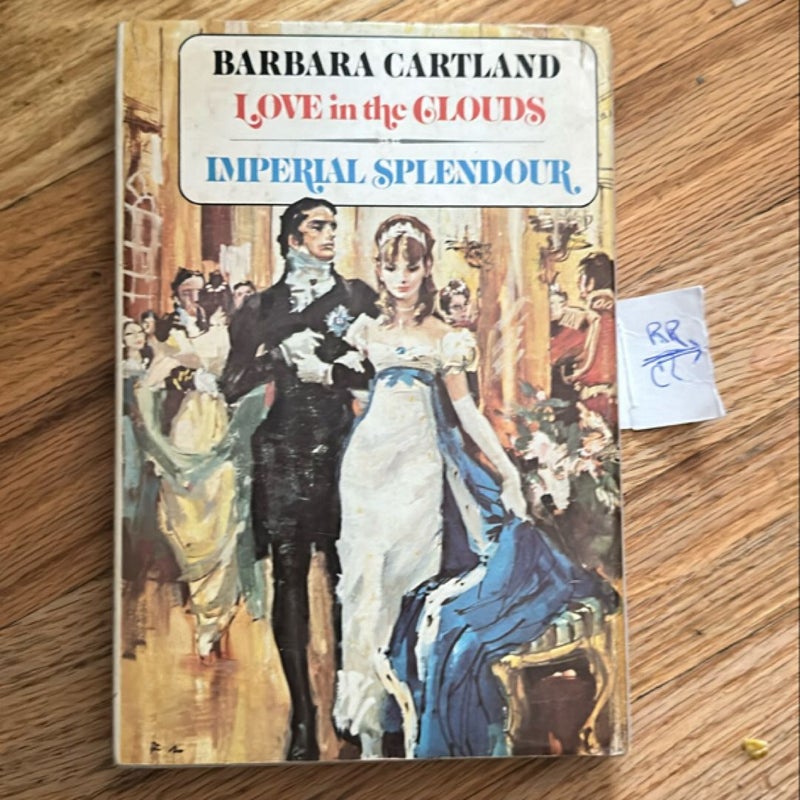 BARBARA CARTLAND
LOVE in the CLOUDS
IMPERIAL SPLENDOUR
RR
CL